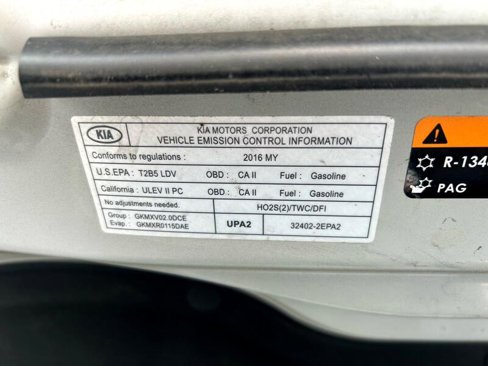 KIA
KIA MOTORS CORPORATION
VEHICLE EMISSION CONTROL INFORMATION
Conforms to regulations : 2016 MY
U.S.EPA : T2B5 LDV OBD : CA II Fuel : Gasoline
California : ULEV II PC OBD : CA II Fuel : Gasoline
No adjustments needed. HO2S(2)/TWC/DFI
Group : GKMXV02.0DCE
Evap. : GKMXR0115DAE
UPA2 32402-2EPA2
PAG